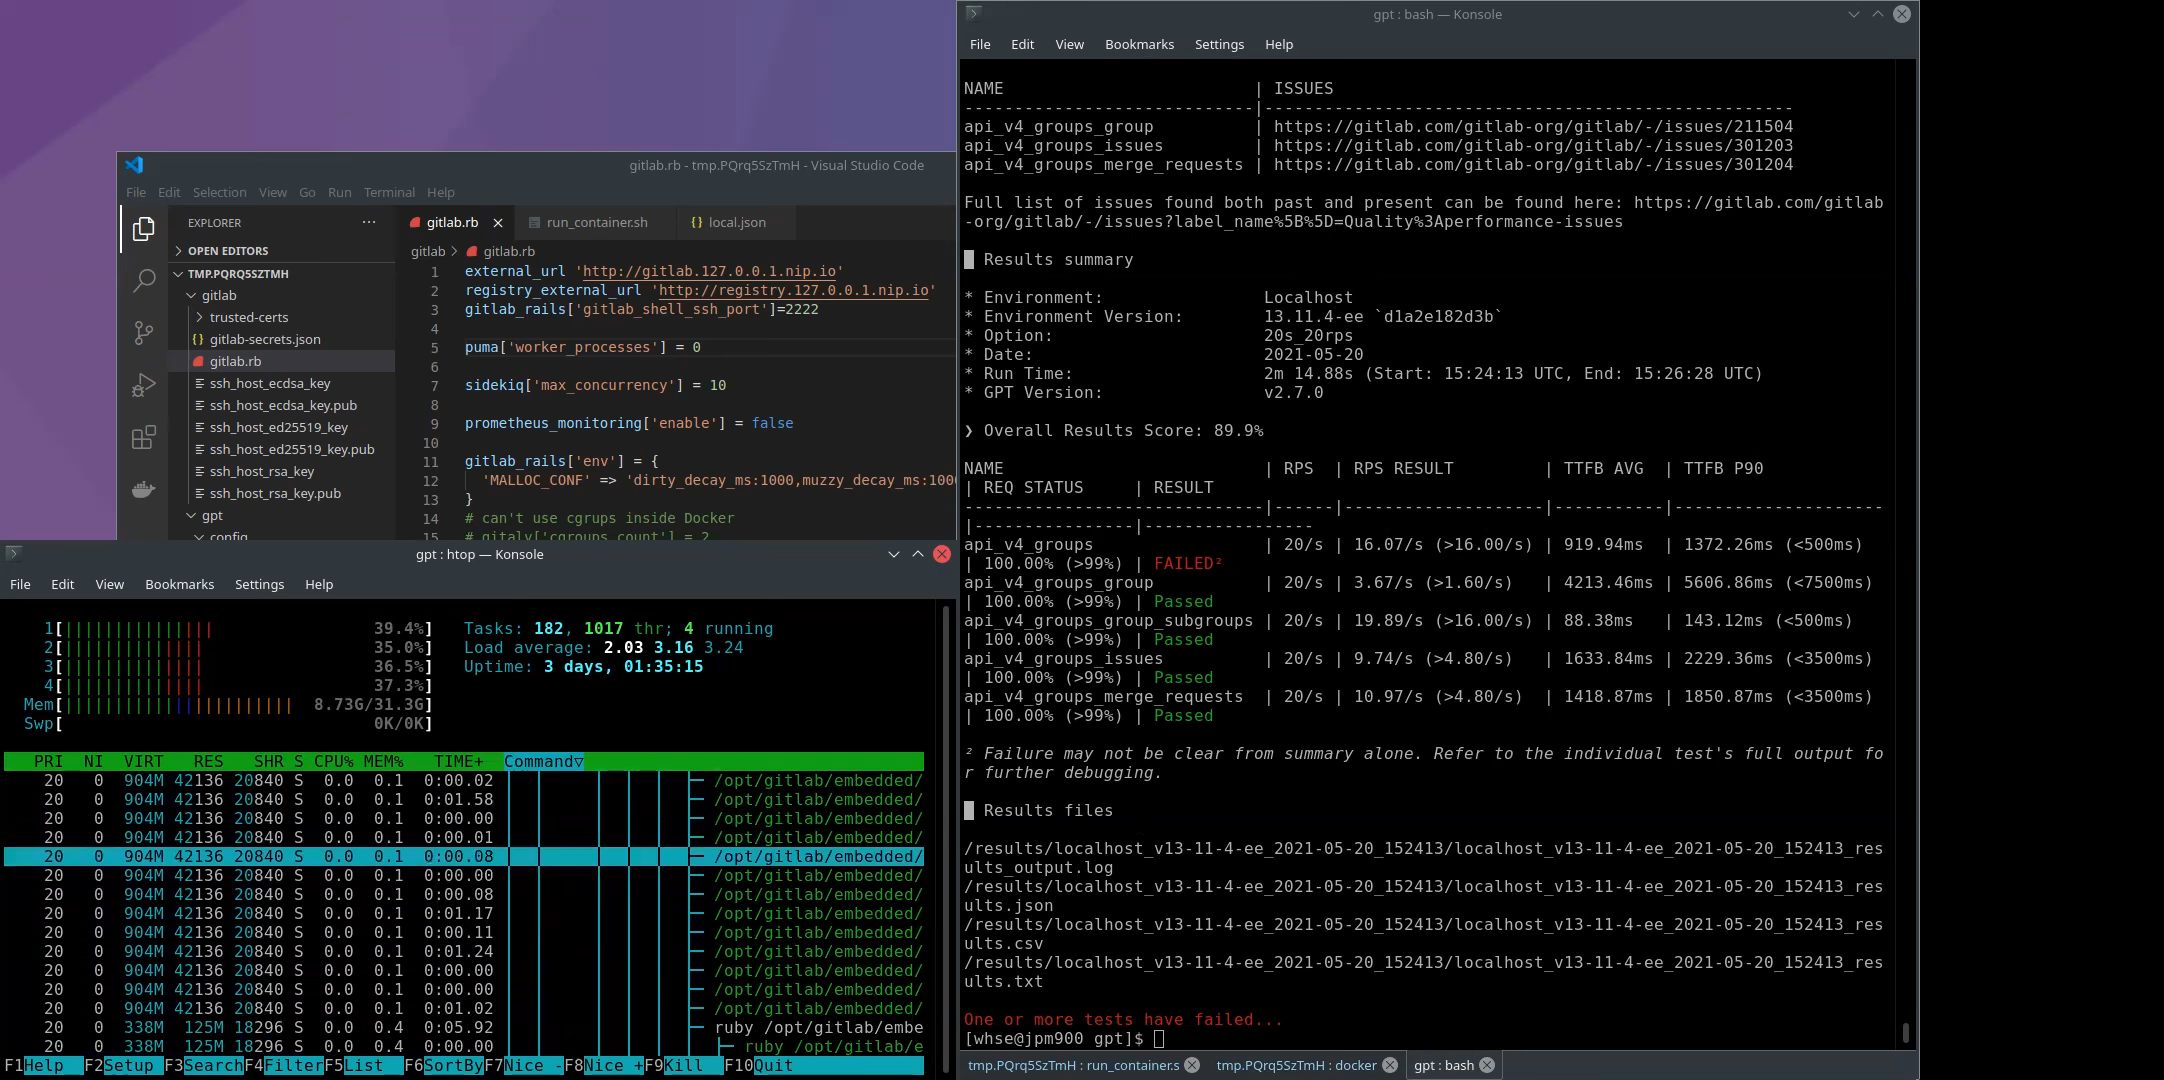 gitlab.rb - tmp.PQrq5SzTmH - Visual Studio Code
File Edit Selection View Go Run Terminal Help
EXPLORER ···
OPEN EDITORS
TMP.PQRQ5SZTMH
gitlab
trusted-certs
{} gitlab-secrets.json
gitlab.rb
ssh_host_ecdsa_key
ssh_host_ecdsa_key.pub
ssh_host_ed25519_key
ssh_host_ed25519_key.pub
ssh_host_rsa_key
ssh_host_rsa_key.pub
gpt
config
gitlab.rb run_container.sh {} local.json
gitlab > gitlab.rb
1 external_url 'http://gitlab.127.0.0.1.nip.io'
2 registry_external_url 'http://registry.127.0.0.1.nip.io'
3 gitlab_rails['gitlab_shell_ssh_port']=2222
4
5 puma['worker_processes'] = 0
6
7 sidekiq['max_concurrency'] = 10
8
9 prometheus_monitoring['enable'] = false
10
11 gitlab_rails['env'] = {
12 'MALLOC_CONF' => 'dirty_decay_ms:1000,muzzy_decay_ms:100
13 }
14 # can't use cgrups inside Docker
15 # gitaly['cgroups_count'] = 2
gpt : htop — Konsole
File Edit View Bookmarks Settings Help
1[||||||||||||||| 39.4%] Tasks: 182, 1017 thr; 4 running
2[|||||||||||||| 35.0%] Load average: 2.03 3.16 3.24
3[|||||||||||||| 36.5%] Uptime: 3 days, 01:35:15
4[|||||||||||||| 37.3%]
Mem[||||||||||||||||||||||| 8.73G/31.3G]
Swp[ 0K/0K]
PRI NI VIRT RES SHR S CPU% MEM% TIME+ Command▽
20 0 904M 42136 20840 S 0.0 0.1 0:00.02 /opt/gitlab/embedded/
20 0 904M 42136 20840 S 0.0 0.1 0:01.58 /opt/gitlab/embedded/
20 0 904M 42136 20840 S 0.0 0.1 0:00.00 /opt/gitlab/embedded/
20 0 904M 42136 20840 S 0.0 0.1 0:00.01 /opt/gitlab/embedded/
20 0 904M 42136 20840 S 0.0 0.1 0:00.08 /opt/gitlab/embedded/
20 0 904M 42136 20840 S 0.0 0.1 0:00.00 /opt/gitlab/embedded/
20 0 904M 42136 20840 S 0.0 0.1 0:00.08 /opt/gitlab/embedded/
20 0 904M 42136 20840 S 0.0 0.1 0:01.17 /opt/gitlab/embedded/
20 0 904M 42136 20840 S 0.0 0.1 0:00.11 /opt/gitlab/embedded/
20 0 904M 42136 20840 S 0.0 0.1 0:01.24 /opt/gitlab/embedded/
20 0 904M 42136 20840 S 0.0 0.1 0:00.00 /opt/gitlab/embedded/
20 0 904M 42136 20840 S 0.0 0.1 0:00.00 /opt/gitlab/embedded/
20 0 904M 42136 20840 S 0.0 0.1 0:01.02 /opt/gitlab/embedded/
20 0 338M 125M 18296 S 0.0 0.4 0:05.92 ruby /opt/gitlab/embe
20 0 338M 125M 18296 S 0.0 0.4 0:00.00 ruby /opt/gitlab/e
F1Help F2Setup F3SearchF4FilterF5List F6SortByF7Nice -F8Nice +F9Kill F10Quit
gpt : bash — Konsole
File Edit View Bookmarks Settings Help
NAME | ISSUES
-----------------------------|-----------------------------------------------------
api_v4_groups_group | https://gitlab.com/gitlab-org/gitlab/-/issues/211504
api_v4_groups_issues | https://gitlab.com/gitlab-org/gitlab/-/issues/301203
api_v4_groups_merge_requests | https://gitlab.com/gitlab-org/gitlab/-/issues/301204
Full list of issues found both past and present can be found here: https://gitlab.com/gitlab
-org/gitlab/-/issues?label_name%5B%5D=Quality%3Aperformance-issues
Results summary
* Environment: Localhost
* Environment Version: 13.11.4-ee `d1a2e182d3b`
* Option: 20s_20rps
* Date: 2021-05-20
* Run Time: 2m 14.88s (Start: 15:24:13 UTC, End: 15:26:28 UTC)
* GPT Version: v2.7.0
❯ Overall Results Score: 89.9%
NAME | RPS | RPS RESULT | TTFB AVG | TTFB P90
| REQ STATUS | RESULT
------------------------------|------|--------------------|-----------|---------------------
|----------------|-----------------
api_v4_groups | 20/s | 16.07/s (>16.00/s) | 919.94ms | 1372.26ms (<500ms)
| 100.00% (>99%) | FAILED²
api_v4_groups_group | 20/s | 3.67/s (>1.60/s) | 4213.46ms | 5606.86ms (<7500ms)
| 100.00% (>99%) | Passed
api_v4_groups_group_subgroups | 20/s | 19.89/s (>16.00/s) | 88.38ms | 143.12ms (<500ms)
| 100.00% (>99%) | Passed
api_v4_groups_issues | 20/s | 9.74/s (>4.80/s) | 1633.84ms | 2229.36ms (<3500ms)
| 100.00% (>99%) | Passed
api_v4_groups_merge_requests | 20/s | 10.97/s (>4.80/s) | 1418.87ms | 1850.87ms (<3500ms)
| 100.00% (>99%) | Passed
² Failure may not be clear from summary alone. Refer to the individual test's full output fo
r further debugging.
Results files
/results/localhost_v13-11-4-ee_2021-05-20_152413/localhost_v13-11-4-ee_2021-05-20_152413_res
ults_output.log
/results/localhost_v13-11-4-ee_2021-05-20_152413/localhost_v13-11-4-ee_2021-05-20_152413_res
ults.json
/results/localhost_v13-11-4-ee_2021-05-20_152413/localhost_v13-11-4-ee_2021-05-20_152413_res
ults.csv
/results/localhost_v13-11-4-ee_2021-05-20_152413/localhost_v13-11-4-ee_2021-05-20_152413_res
ults.txt
One or more tests have failed...
[whse@jpm900 gpt]$
tmp.PQrq5SzTmH : run_container.s tmp.PQrq5SzTmH : docker gpt : bash